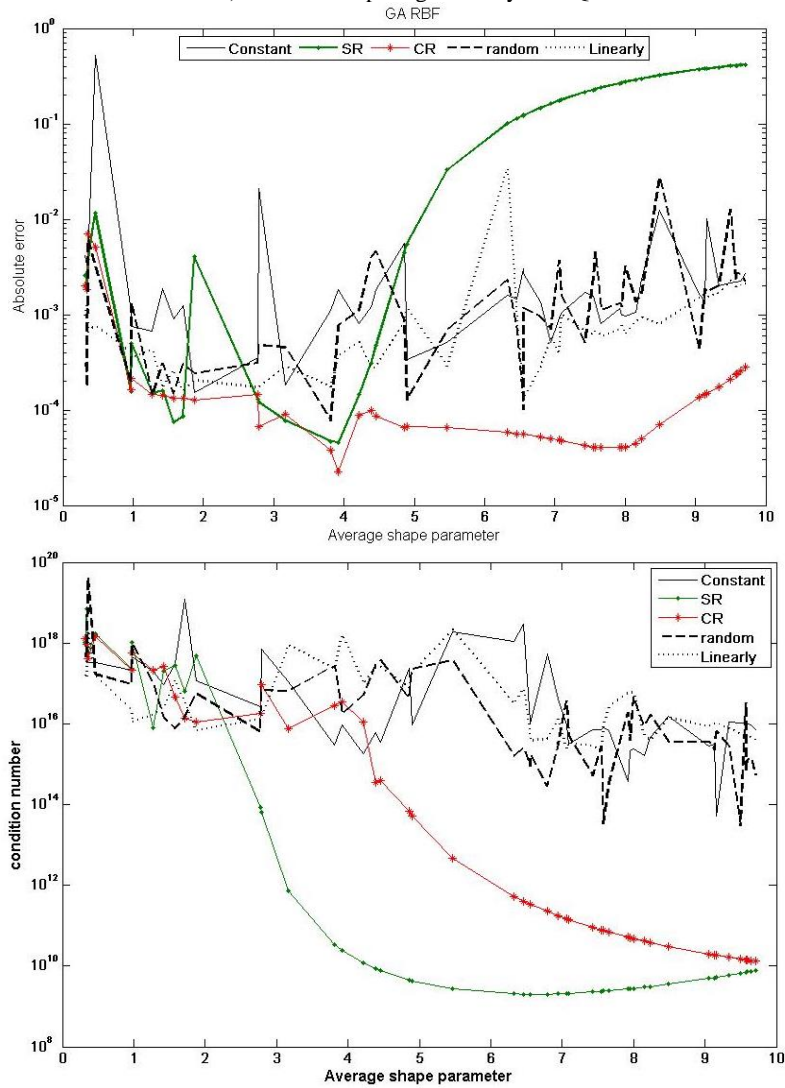 GA RBF
Constant SR CR random Linearly
10^0
10^-1
10^-2
10^-3
10^-4
10^-5
Absolute error
0 1 2 3 4 5 6 7 8 9 10
Average shape parameter
10^20
10^18
10^16
10^14
10^12
10^10
10^8
condition number
Constant
SR
CR
random
Linearly
0 1 2 3 4 5 6 7 8 9 10
Average shape parameter